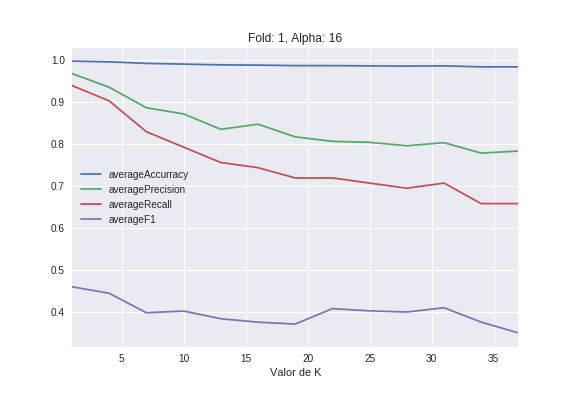 Fold: 1, Alpha: 16
1.0
0.9
0.8
0.7
0.6
0.5
0.4
averageAccurracy
averagePrecision
averageRecall
averageF1
5 10 15 20 25 30 35
Valor de K